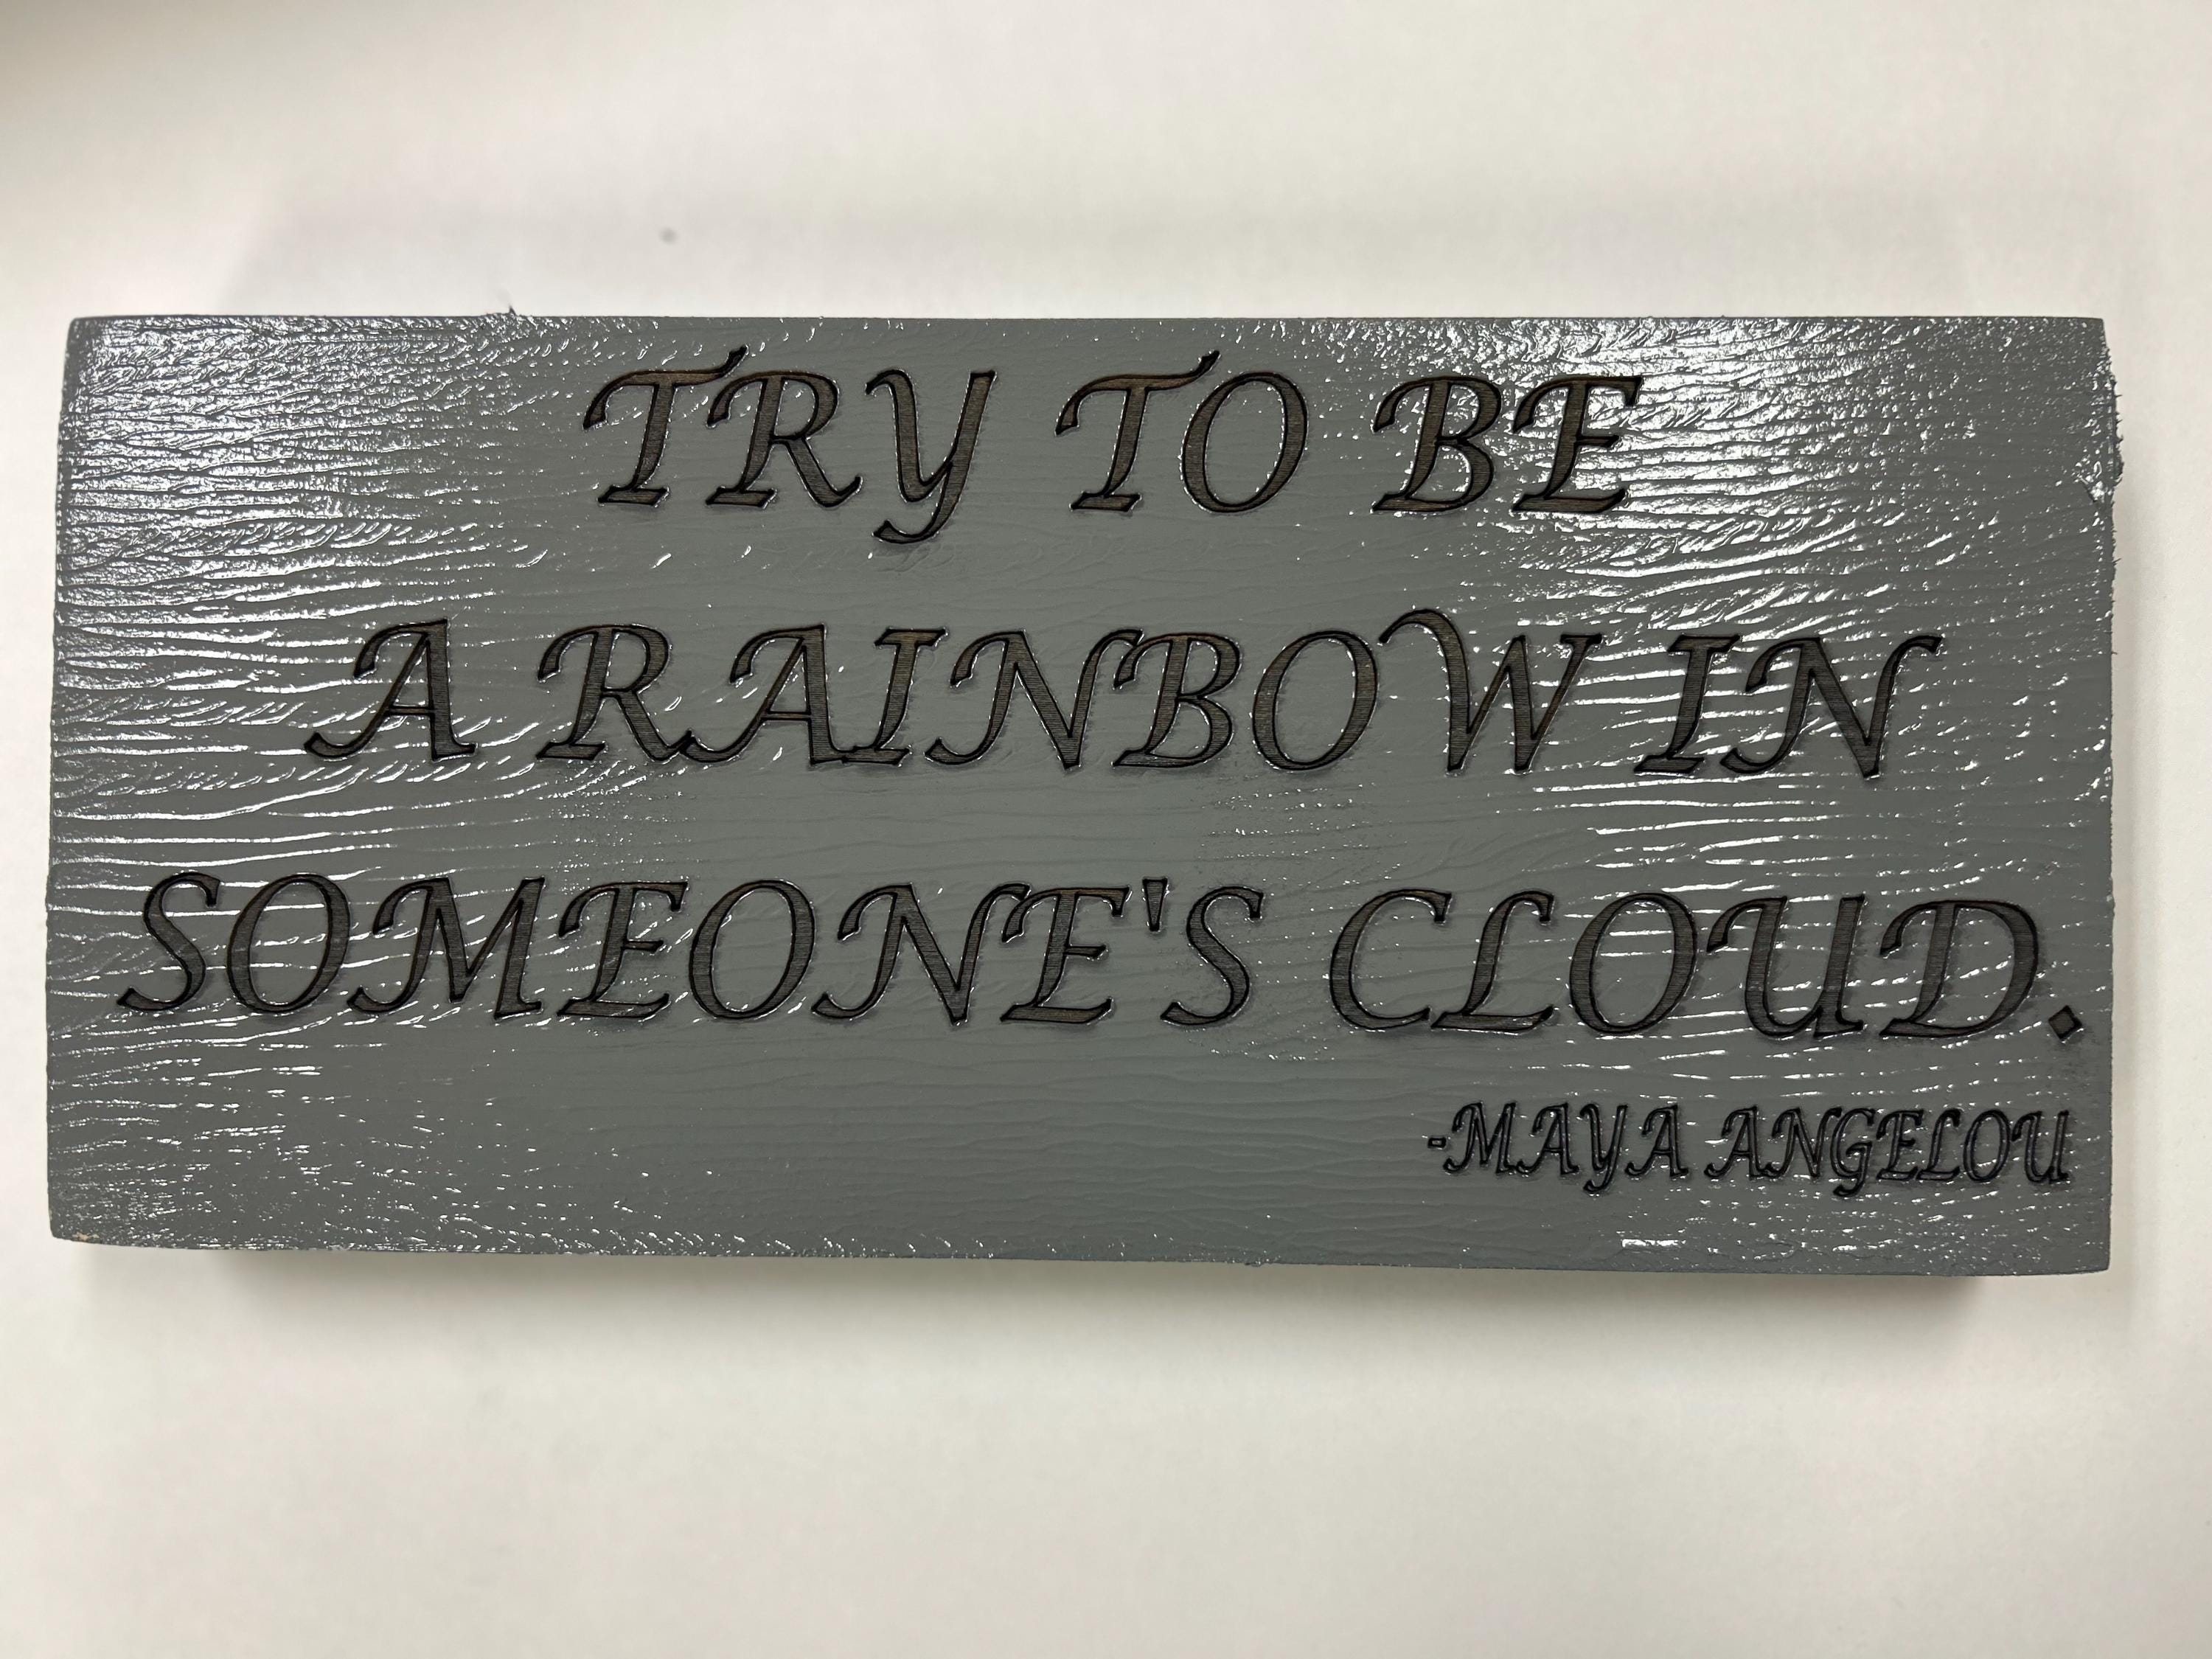 TRY TO BE
A RAINBOW IN
SOMEONE'S CLOUD.
-MAYA ANGELOU